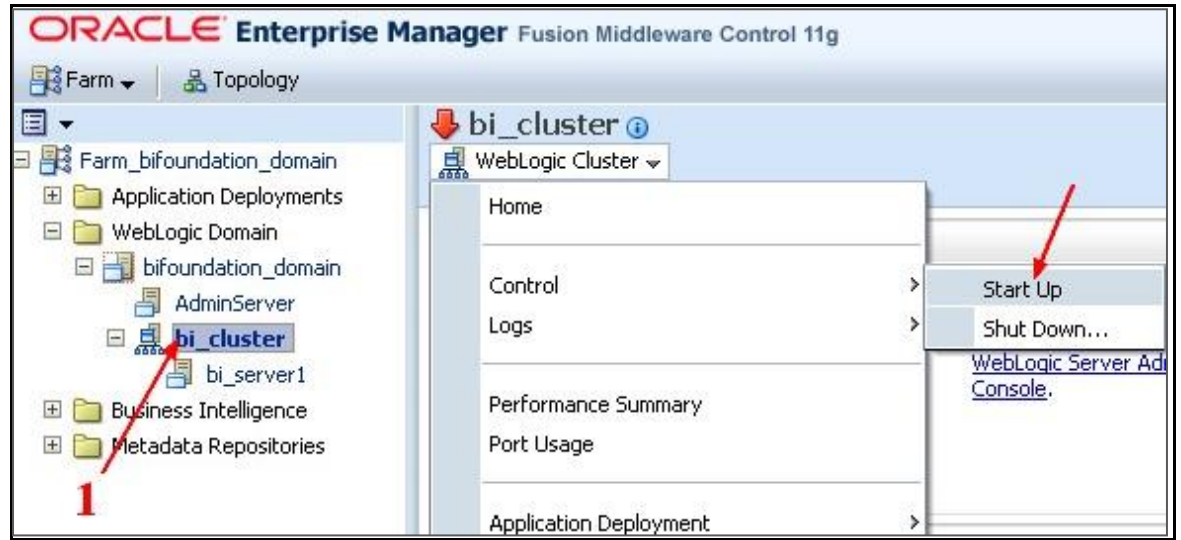 ORACLE Enterprise Manager Fusion Middleware Control 11g
Farm Topology
Farm_bifoundation_domain
Application Deployments
WebLogic Domain
bifoundation_domain
AdminServer
bi_cluster
bi_server1
Business Intelligence
Metadata Repositories
1
bi_cluster
WebLogic Cluster
Home
Control
Logs
Performance Summary
Port Usage
Application Deployment
Start Up
Shut Down...
WebLogic Server Ad
Console.